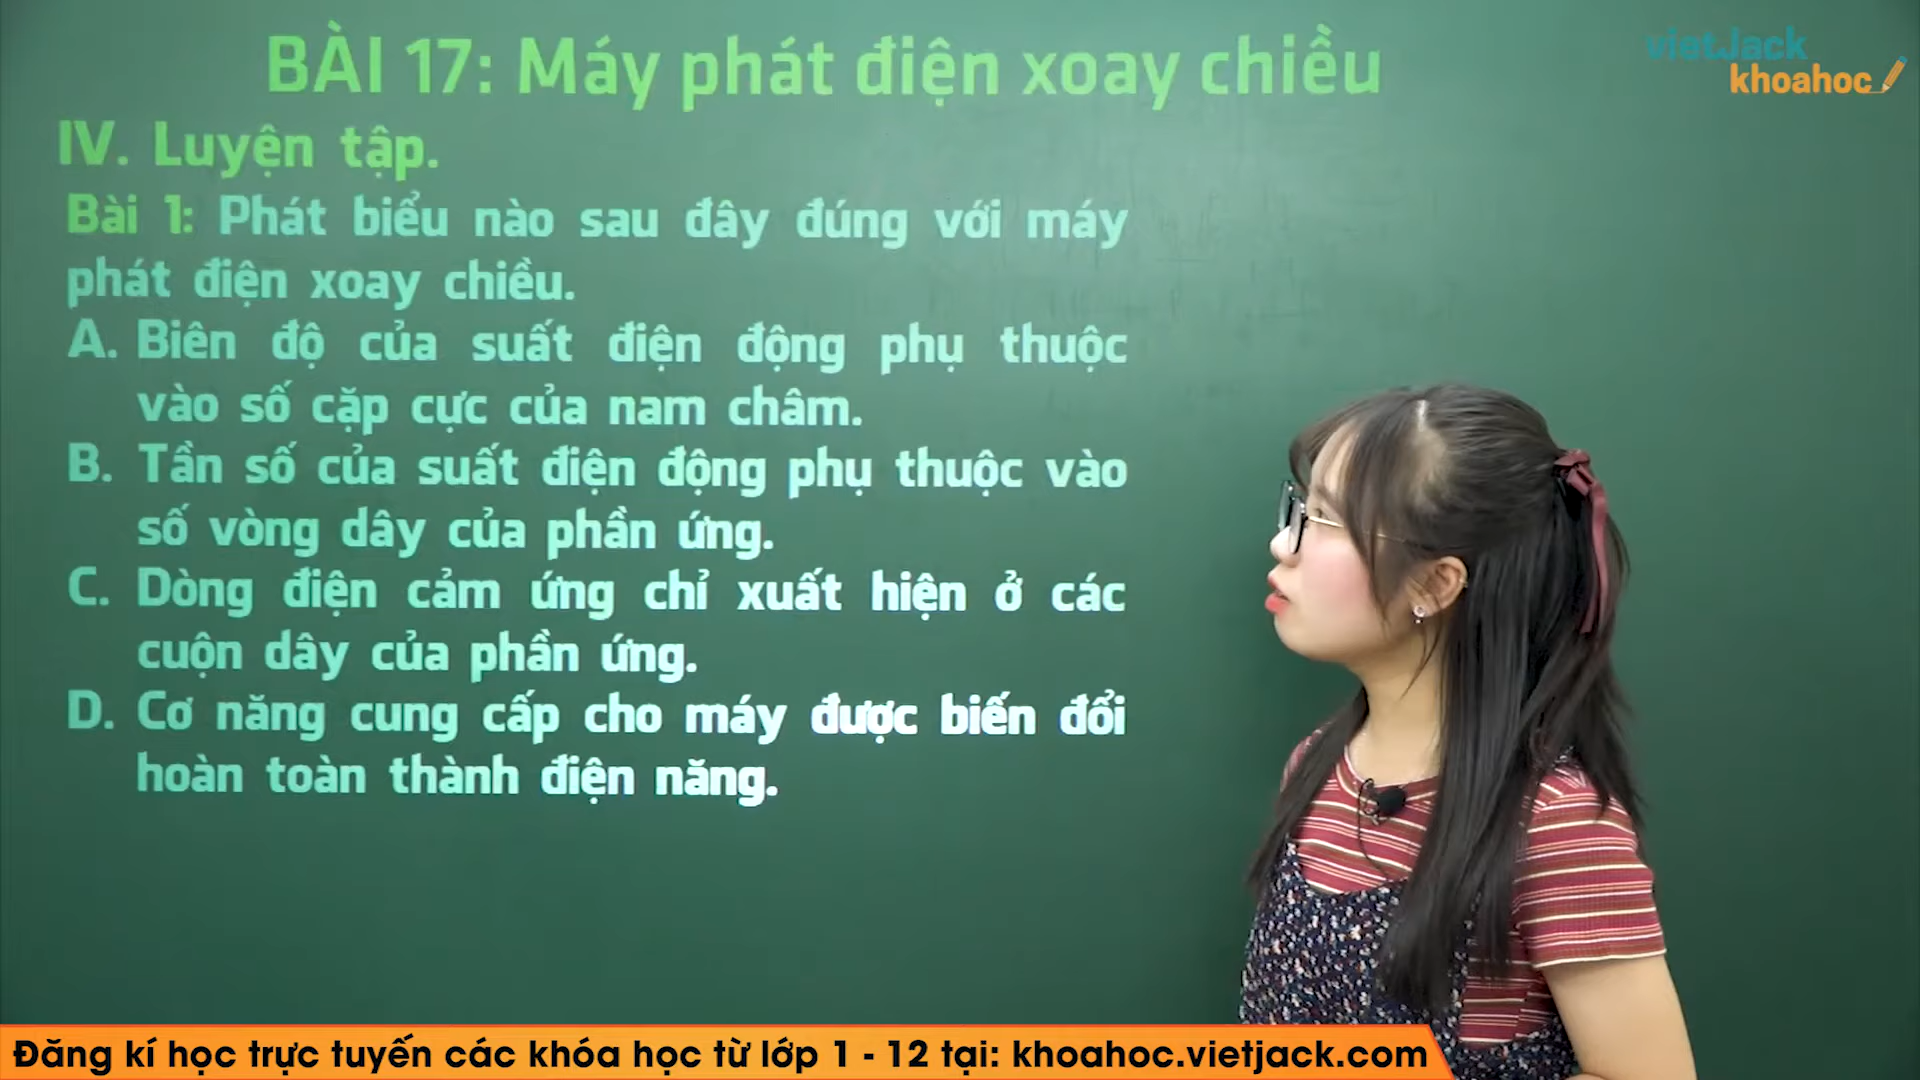 BÀI 17: Máy phát điện xoay chiều
vietJack
khoahoc
IV. Luyện tập.
Bài 1: Phát biểu nào sau đây đúng với máy
phát điện xoay chiều.
A. Biên độ của suất điện động phụ thuộc
vào số cặp cực của nam châm.
B. Tần số của suất điện động phụ thuộc vào
số vòng dây của phần ứng.
C. Dòng điện cảm ứng chỉ xuất hiện ở các
cuộn dây của phần ứng.
D. Cơ năng cung cấp cho máy được biến đổi
hoàn toàn thành điện năng.
Đăng kí học trực tuyến các khóa học từ lớp 1 - 12 tại: khoahoc.vietjack.com